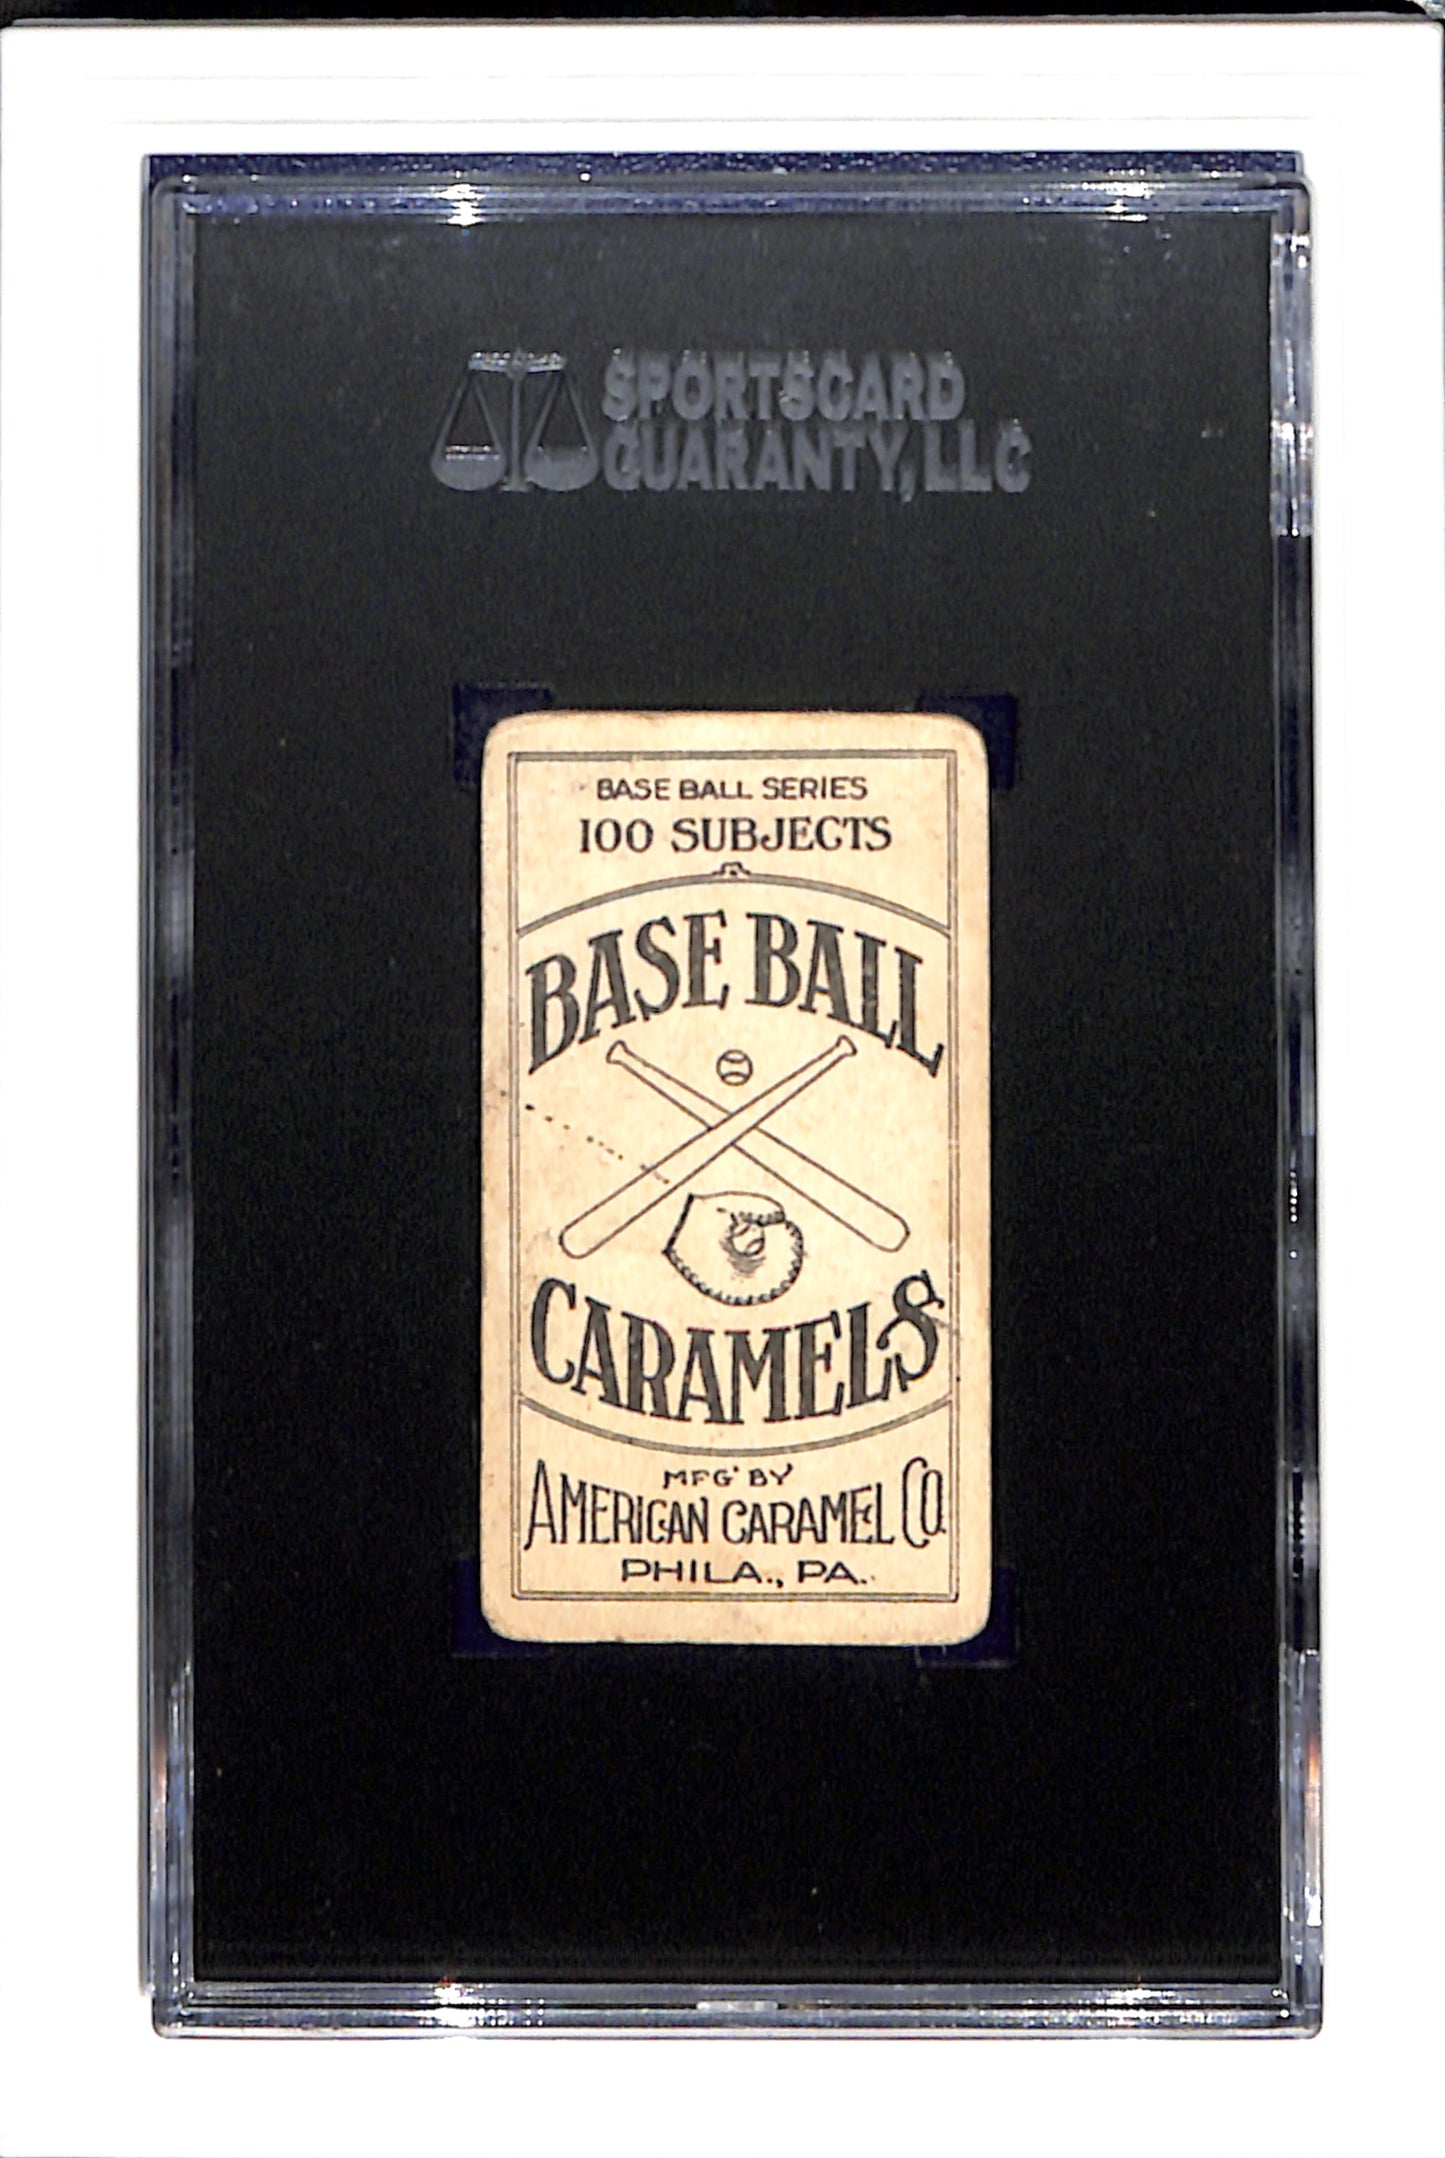 SPORTSCARD
GUARANTY, LLC
BASE BALL SERIES
100 SUBJECTS
BASE BALL
CARAMELS
MFG' BY
AMERICAN CARAMEL CO.
PHILA., PA.